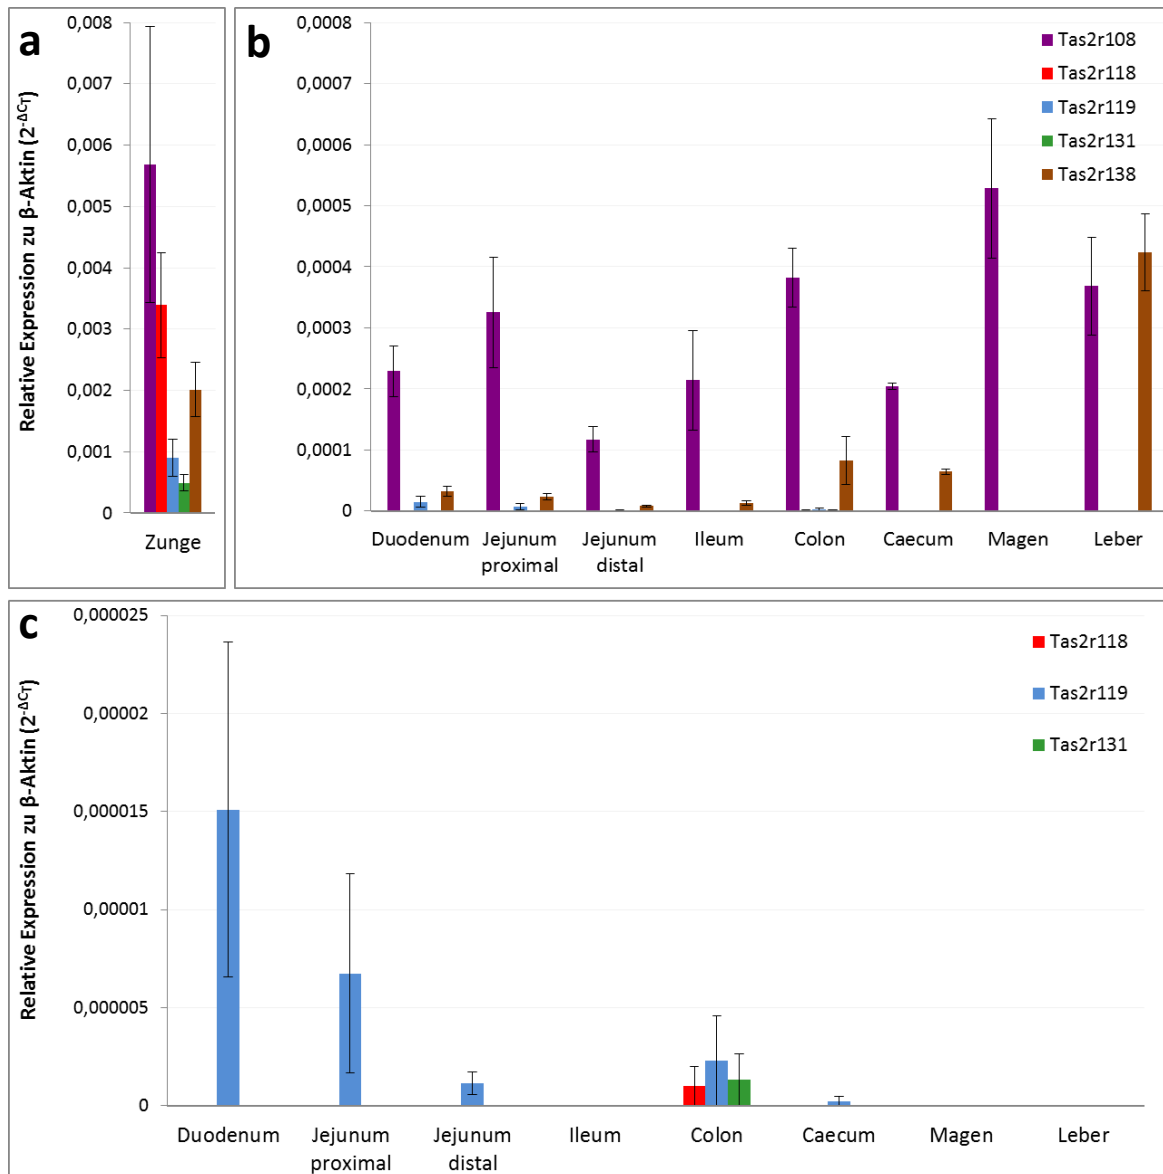 a
Relative Expression zu β-Aktin (2^-ΔCT)
0,008
0,007
0,006
0,005
0,004
0,003
0,002
0,001
0
Zunge
b
0,0008
0,0007
0,0006
0,0005
0,0004
0,0003
0,0002
0,0001
0
Tas2r108
Tas2r118
Tas2r119
Tas2r131
Tas2r138
Duodenum
Jejunum
proximal
Jejunum
distal
Ileum
Colon
Caecum
Magen
Leber
c
Relative Expression zu β-Aktin (2^-ΔCT)
0,000025
0,00002
0,000015
0,00001
0,000005
0
Tas2r118
Tas2r119
Tas2r131
Duodenum
Jejunum
proximal
Jejunum
distal
Ileum
Colon
Caecum
Magen
Leber